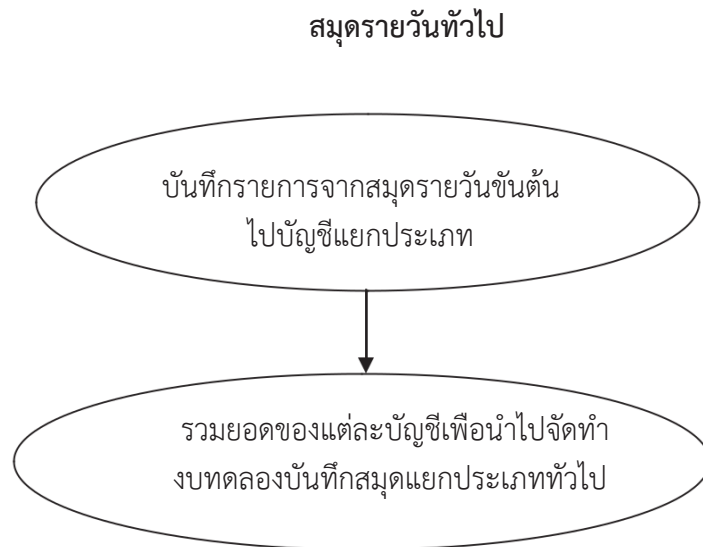 สมุดรายวันทัวไป
บันทึกรายการจากสมุดรายวันขันต้น
ไปบัญชีแยกประเภท
รวมยอดของแต่ละบัญชีเพือนำไปจัดทำ
งบทดลองบันทึกสมุดแยกประเภททัวไป